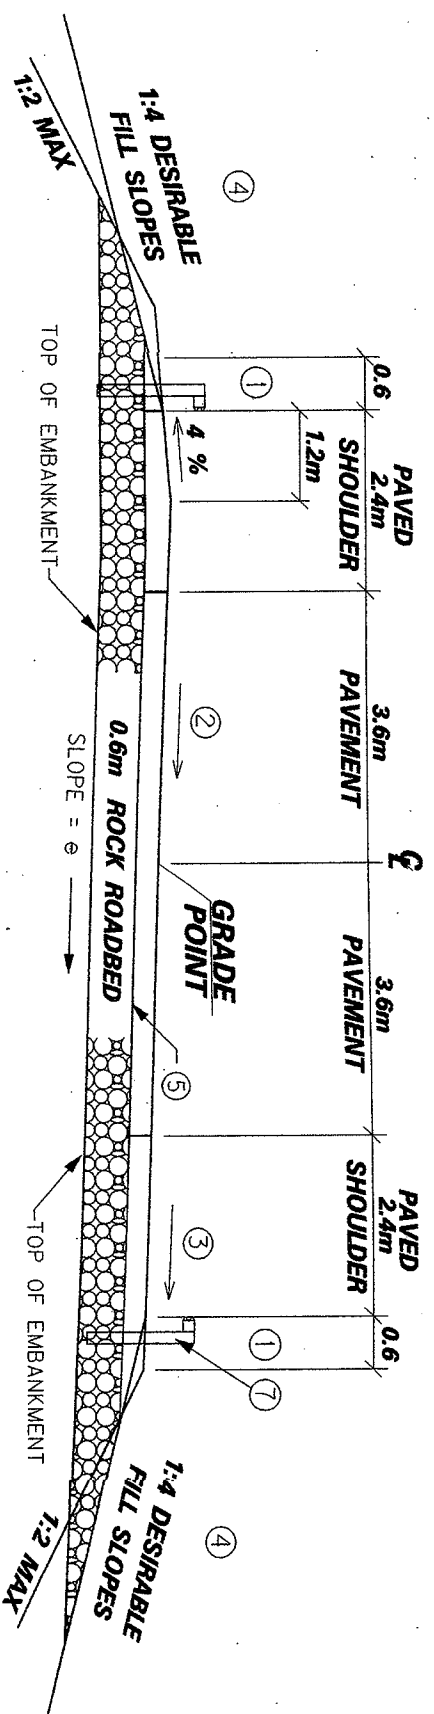 ℄
0.6
PAVED
2.4m
SHOULDER
3.6m
PAVEMENT
3.6m
PAVEMENT
PAVED
2.4m
SHOULDER
0.6
1.2m
①
①
④
④
1:4 DESIRABLE
FILL SLOPES
1:2 MAX
4 %
②
GRADE
POINT
③
⑦
⑤
1:4 DESIRABLE
FILL SLOPES
1:2 MAX
0.6m ROCK ROADBED
TOP OF EMBANKMENT
SLOPE = e
TOP OF EMBANKMENT